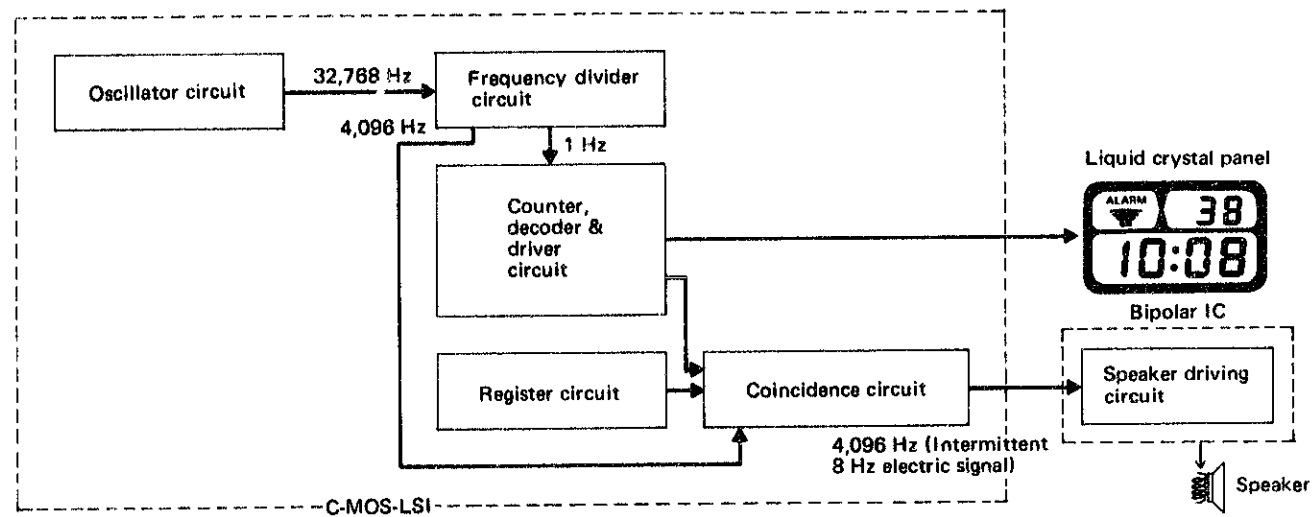 Oscillator circuit
32,768 Hz
Frequency divider
circuit
4,096 Hz
1 Hz
Counter,
decoder &
driver
circuit
Liquid crystal panel
ALARM
38
10:08
Bipolar IC
Register circuit
Coincidence circuit
Speaker driving
circuit
4,096 Hz (Intermittent
8 Hz electric signal)
Speaker
C-MOS-LSI